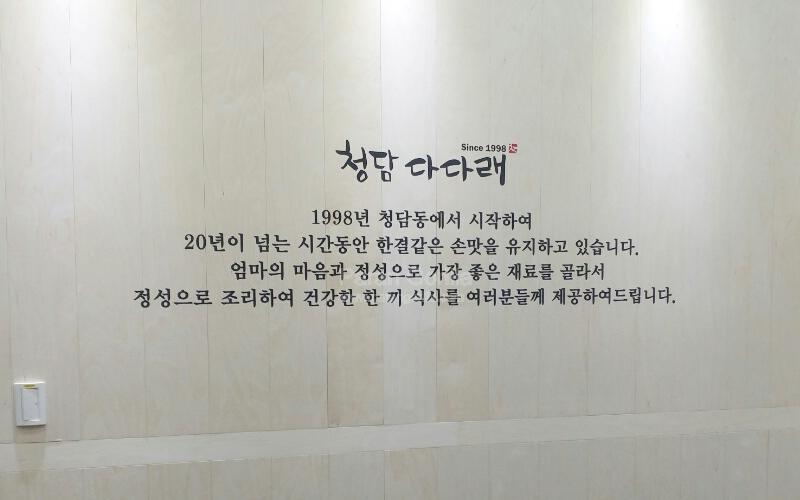 Since 1998
청담 다다래
1998년 청담동에서 시작하여
20년이 넘는 시간동안 한결같은 손맛을 유지하고 있습니다.
엄마의 마음과 정성으로 가장 좋은 재료를 골라서
정성으로 조리하여 건강한 한 끼 식사를 여러분들께 제공하여드립니다.